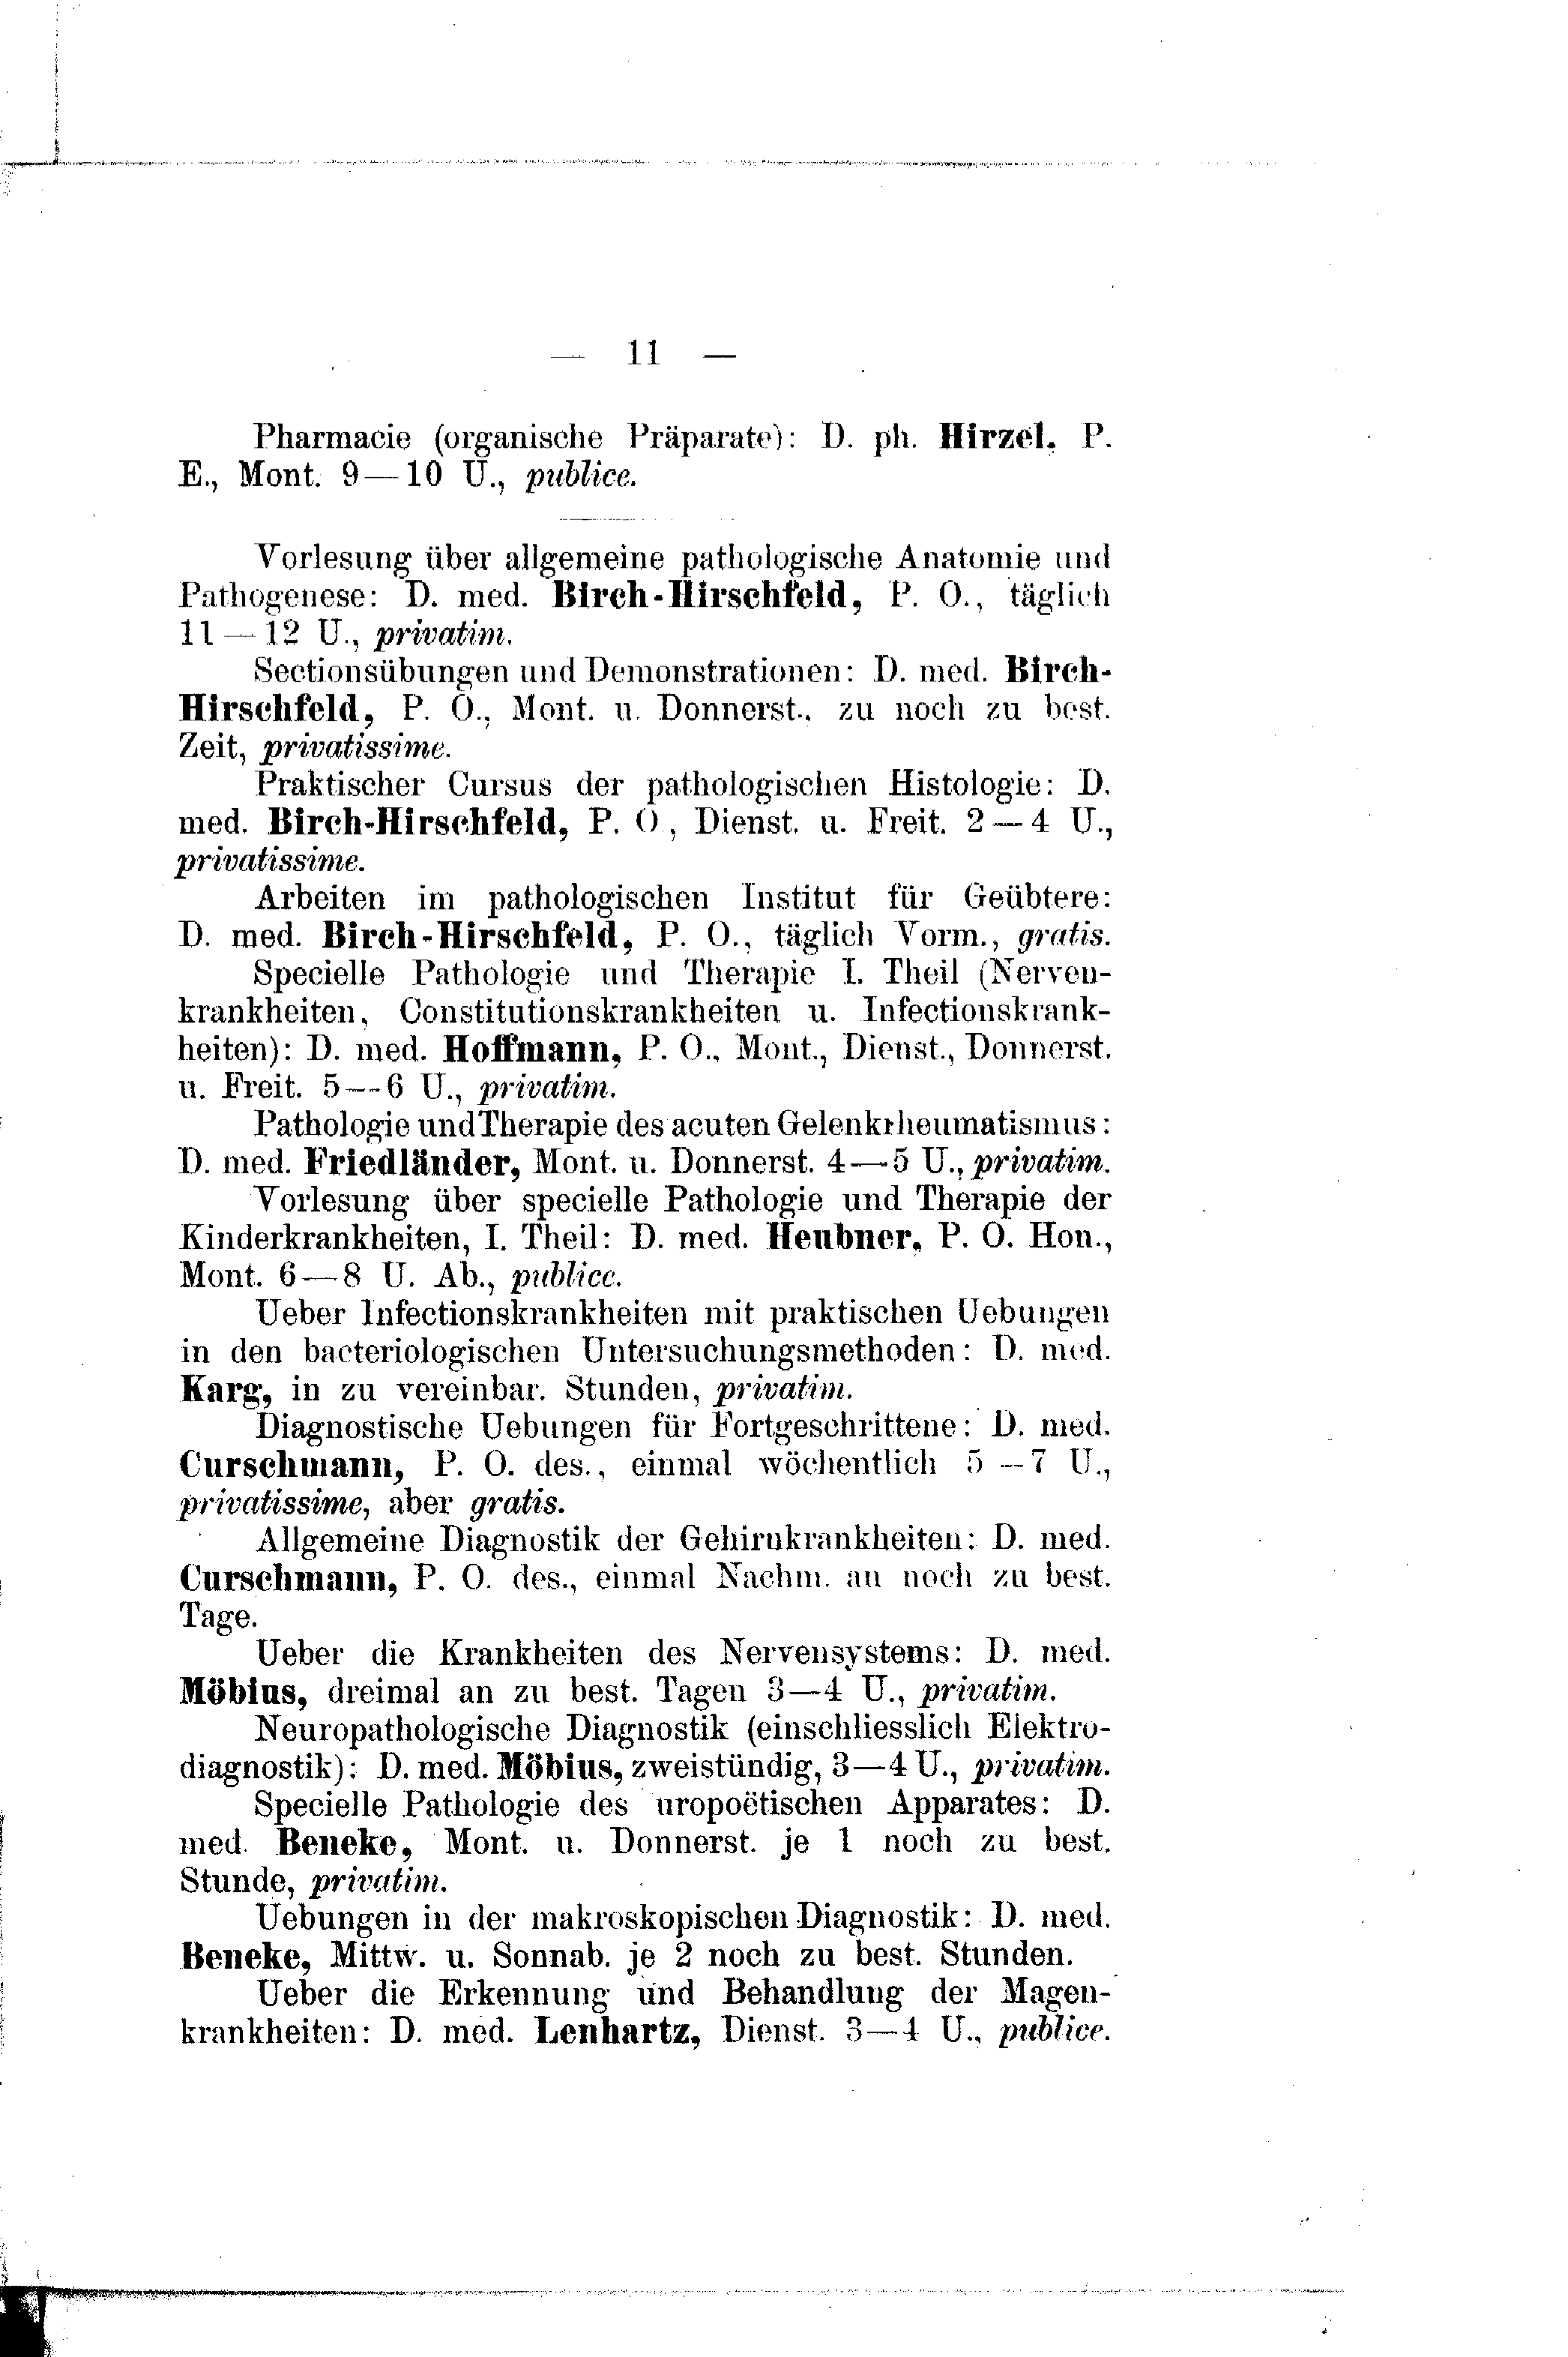 — 11 —
Pharmacie (organische Präparate): D. ph. Hirzel, P.
E., Mont. 9—10 U., publice.
Vorlesung über allgemeine pathologische Anatomie und
Pathogenese: D. med. Birch-Hirschfeld, P. O., täglich
11—12 U., privatim.
Sectionsübungen und Demonstrationen: D. med. Birch-
Hirschfeld, P. O., Mont. u. Donnerst., zu noch zu best.
Zeit, privatissime.
Praktischer Cursus der pathologischen Histologie: D.
med. Birch-Hirschfeld, P. O, Dienst. u. Freit. 2—4 U.,
privatissime.
Arbeiten im pathologischen Institut für Geübtere:
D. med. Birch-Hirschfeld, P. O., täglich Vorm., gratis.
Specielle Pathologie und Therapie I. Theil (Nerven-
krankheiten, Constitutionskrankheiten u. Infectionskrank-
heiten): D. med. Hoffmann, P. O., Mont., Dienst., Donnerst.
u. Freit. 5—6 U., privatim.
Pathologie und Therapie des acuten Gelenkrheumatismus:
D. med. Friedländer, Mont. u. Donnerst. 4—5 U., privatim.
Vorlesung über specielle Pathologie und Therapie der
Kinderkrankheiten, I. Theil: D. med. Heubner, P. O. Hon.,
Mont. 6—8 U. Ab., publice.
Ueber Infectionskrankheiten mit praktischen Uebungen
in den bacteriologischen Untersuchungsmethoden: D. med.
Karg, in zu vereinbar. Stunden, privatim.
Diagnostische Uebungen für Fortgeschrittene: D. med.
Curschmann, P. O. des., einmal wöchentlich 5—7 U.,
privatissime, aber gratis.
Allgemeine Diagnostik der Gehirnkrankheiten: D. med.
Curschmann, P. O. des., einmal Nachm. an noch zu best.
Tage.
Ueber die Krankheiten des Nervensystems: D. med.
Möbius, dreimal an zu best. Tagen 3—4 U., privatim.
Neuropathologische Diagnostik (einschliesslich Elektro-
diagnostik): D. med. Möbius, zweistündig, 3—4 U., privatim.
Specielle Pathologie des uropoëtischen Apparates: D.
med. Beneke, Mont. u. Donnerst. je 1 noch zu best.
Stunde, privatim.
Uebungen in der makroskopischen Diagnostik: D. med.
Beneke, Mittw. u. Sonnab. je 2 noch zu best. Stunden.
Ueber die Erkennung und Behandlung der Magen-
krankheiten: D. med. Lenhartz, Dienst. 3—4 U., publice.